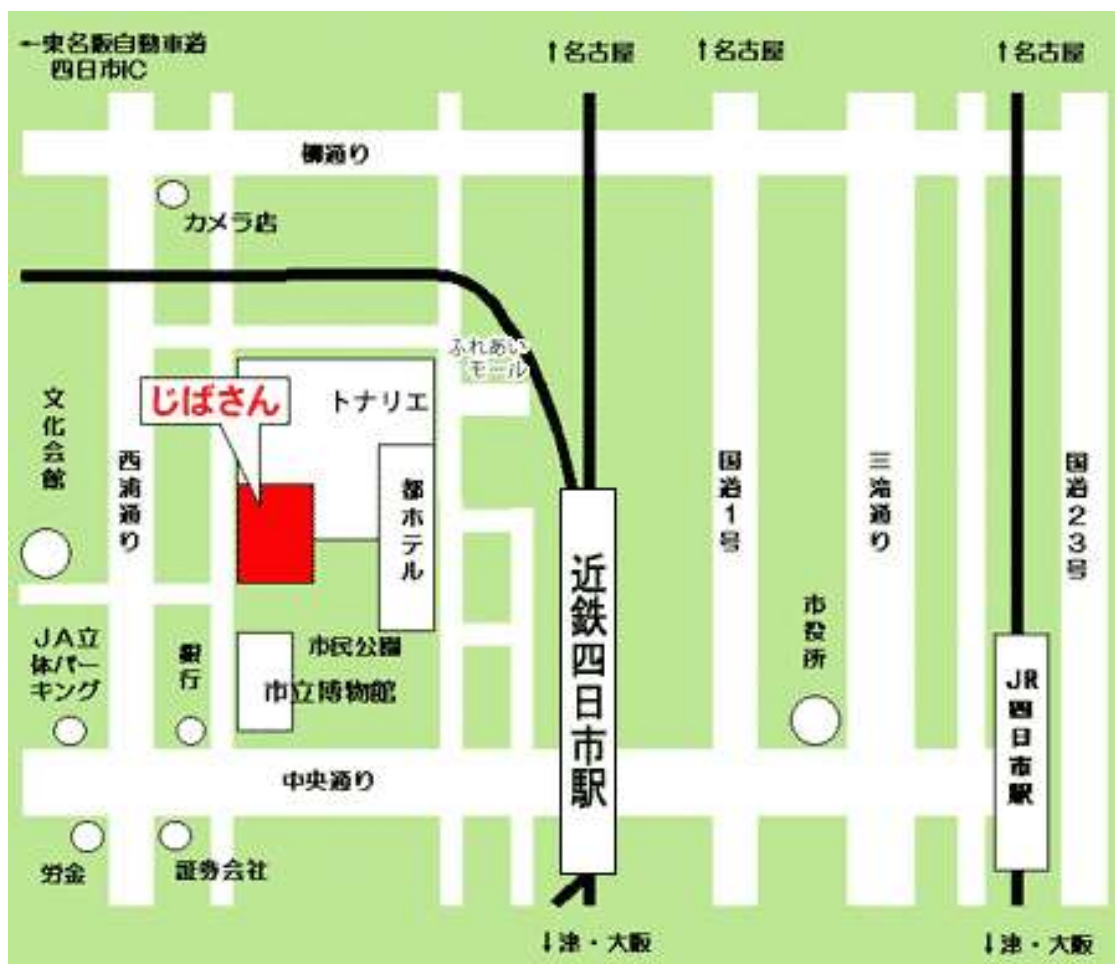 ←東名阪自動車道
四日市IC
↑名古屋
↑名古屋
↑名古屋
柳通り
カメラ店
ふれあい
モール
じばさん
トナリエ
文化会館
西浦通り
都ホテル
国道1号
三滝通り
国道23号
近鉄四日市駅
市役所
JA立
体パー
キング
銀行
市民公園
市立博物館
JR四日市駅
中央通り
労金
証券会社
↓津・大阪
↓津・大阪